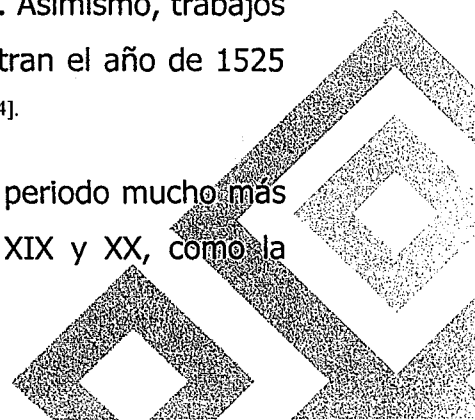 . Asimismo, trabajos
tran el año de 1525
4].
periodo mucho más
XIX y XX, como la